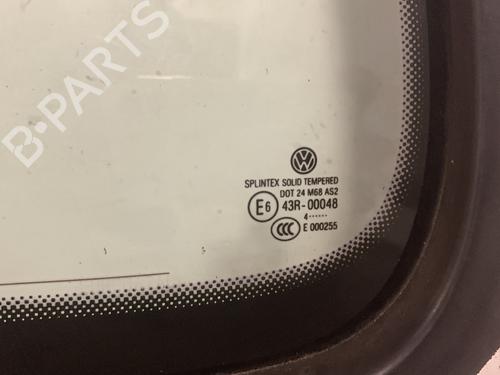 B-PARTS
VW
SPLINTEX SOLID TEMPERED
DOT 24 M68 AS2
E6 43R-00048
4······
CCC E 000255